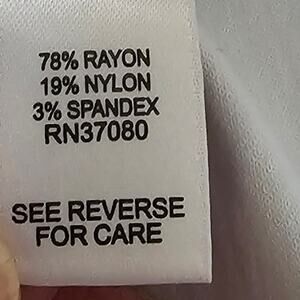 78% RAYON
19% NYLON
3% SPANDEX
RN37080
SEE REVERSE
FOR CARE